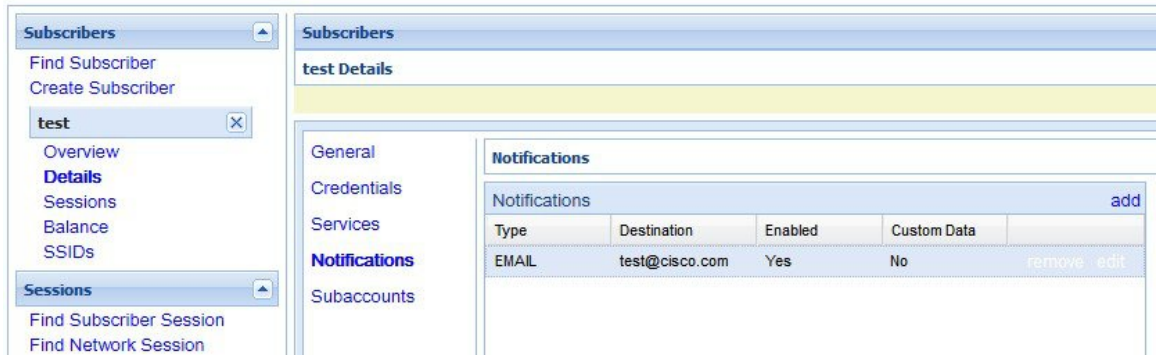 Subscribers
Find Subscriber
Create Subscriber
test
Overview
Details
Sessions
Balance
SSIDs
Sessions
Find Subscriber Session
Find Network Session
Subscribers
test Details
General
Credentials
Services
Notifications
Subaccounts
Notifications
Notifications add
Type Destination Enabled Custom Data
EMAIL test@cisco.com Yes No remove edit